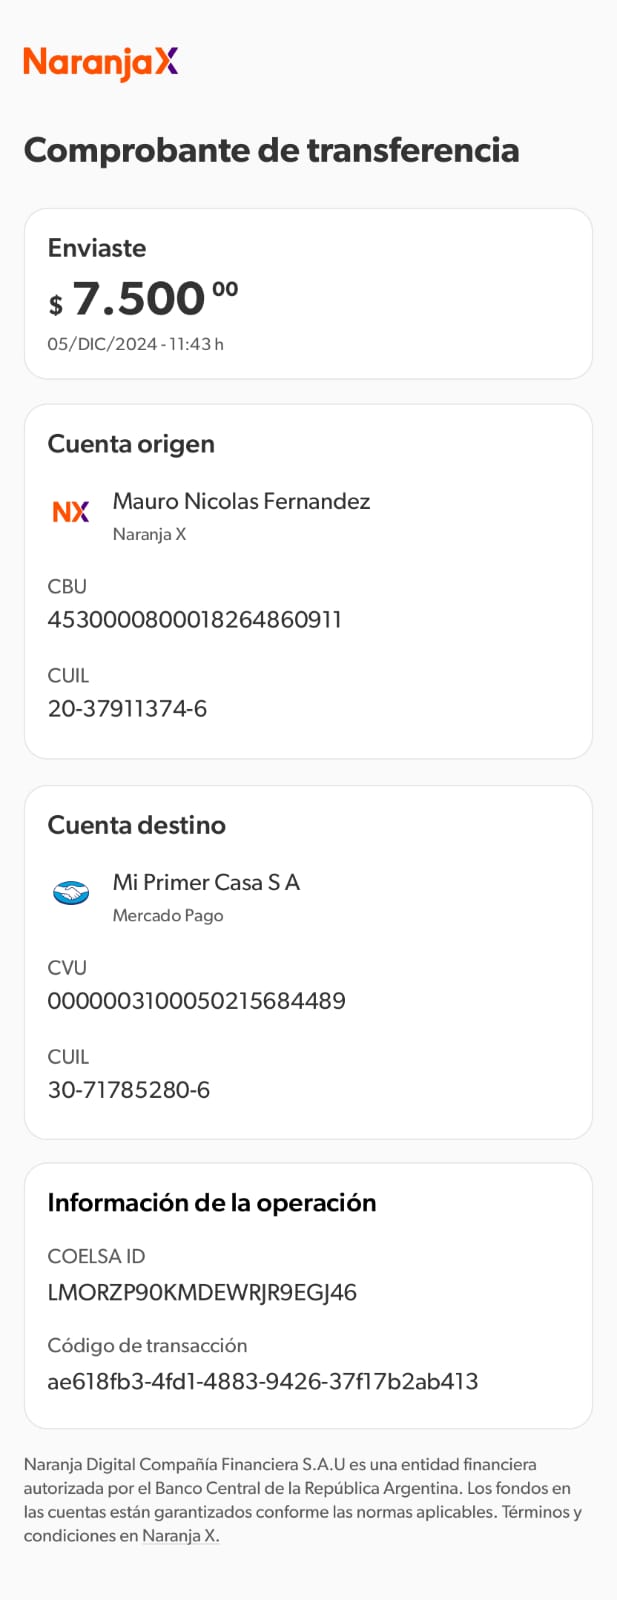 NaranjaX
Comprobante de transferencia
Enviaste
$ 7.500 00
05/DIC/2024 - 11:43 h
Cuenta origen
NX
Mauro Nicolas Fernandez
Naranja X
CBU
4530000800018264860911
CUIL
20-37911374-6
Cuenta destino
Mi Primer Casa S A
Mercado Pago
CVU
0000003100050215684489
CUIL
30-71785280-6
Información de la operación
COELSA ID
LMORZP90KMDEWRJR9EGJ46
Código de transacción
ae618fb3-4fd1-4883-9426-37f17b2ab413
Naranja Digital Compañía Financiera S.A.U es una entidad financiera
autorizada por el Banco Central de la República Argentina. Los fondos en
las cuentas están garantizados conforme las normas aplicables. Términos y
condiciones en Naranja X.